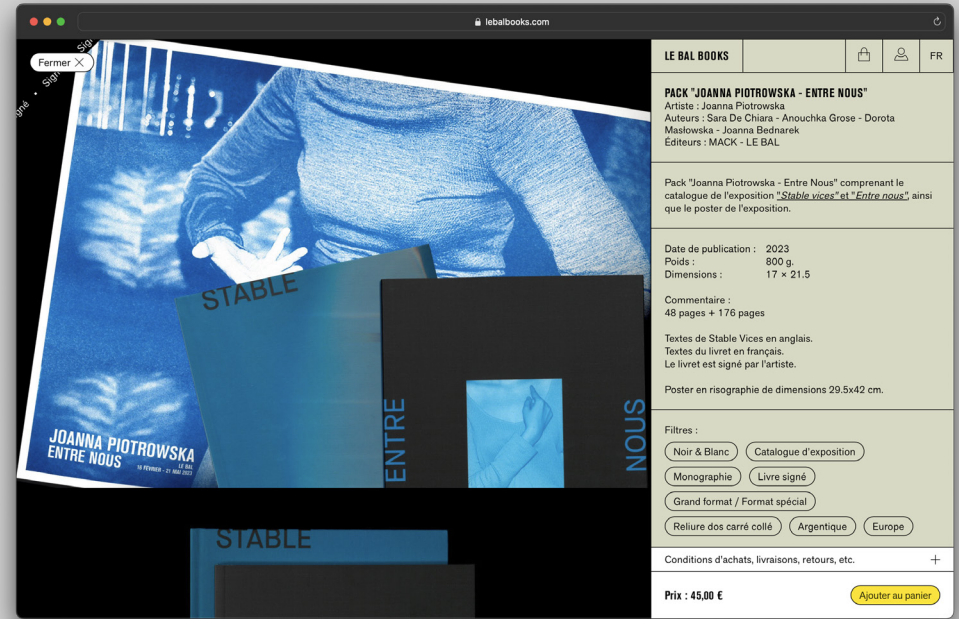 lebalbooks.com
Fermer
Signé • Sign
STABLE
ENTRE
NOUS
JOANNA PIOTROWSKA
ENTRE NOUS
LE BAL
16 FÉVRIER - 21 MAI 2023
STABLE
LE BAL BOOKS
FR
PACK "JOANNA PIOTROWSKA - ENTRE NOUS"
Artiste : Joanna Piotrowska
Auteurs : Sara De Chiara - Anouchka Grose - Dorota
Masłowska - Joanna Bednarek
Éditeurs : MACK - LE BAL
Pack "Joanna Piotrowska - Entre Nous" comprenant le
catalogue de l'exposition "Stable vices" et "Entre nous", ainsi
que le poster de l'exposition.
Date de publication : 2023
Poids : 800 g.
Dimensions : 17 × 21.5
Commentaire :
48 pages + 176 pages
Textes de Stable Vices en anglais.
Textes du livret en français.
Le livret est signé par l'artiste.
Poster en risographie de dimensions 29.5x42 cm.
Filtres :
Noir & Blanc Catalogue d'exposition
Monographie Livre signé
Grand format / Format spécial
Reliure dos carré collé Argentique Europe
Conditions d'achats, livraisons, retours, etc.
Prix : 45,00 € Ajouter au panier